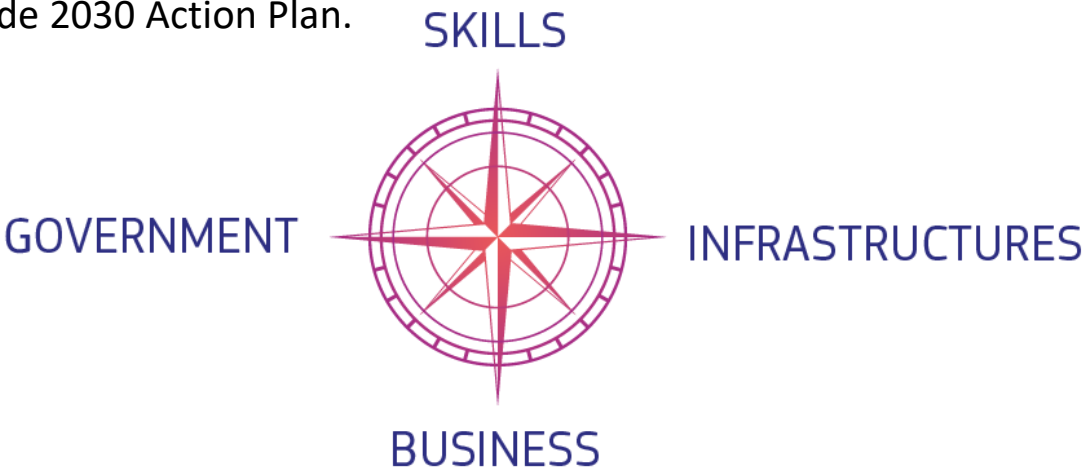 de 2030 Action Plan.
SKILLS
GOVERNMENT
INFRASTRUCTURES
BUSINESS